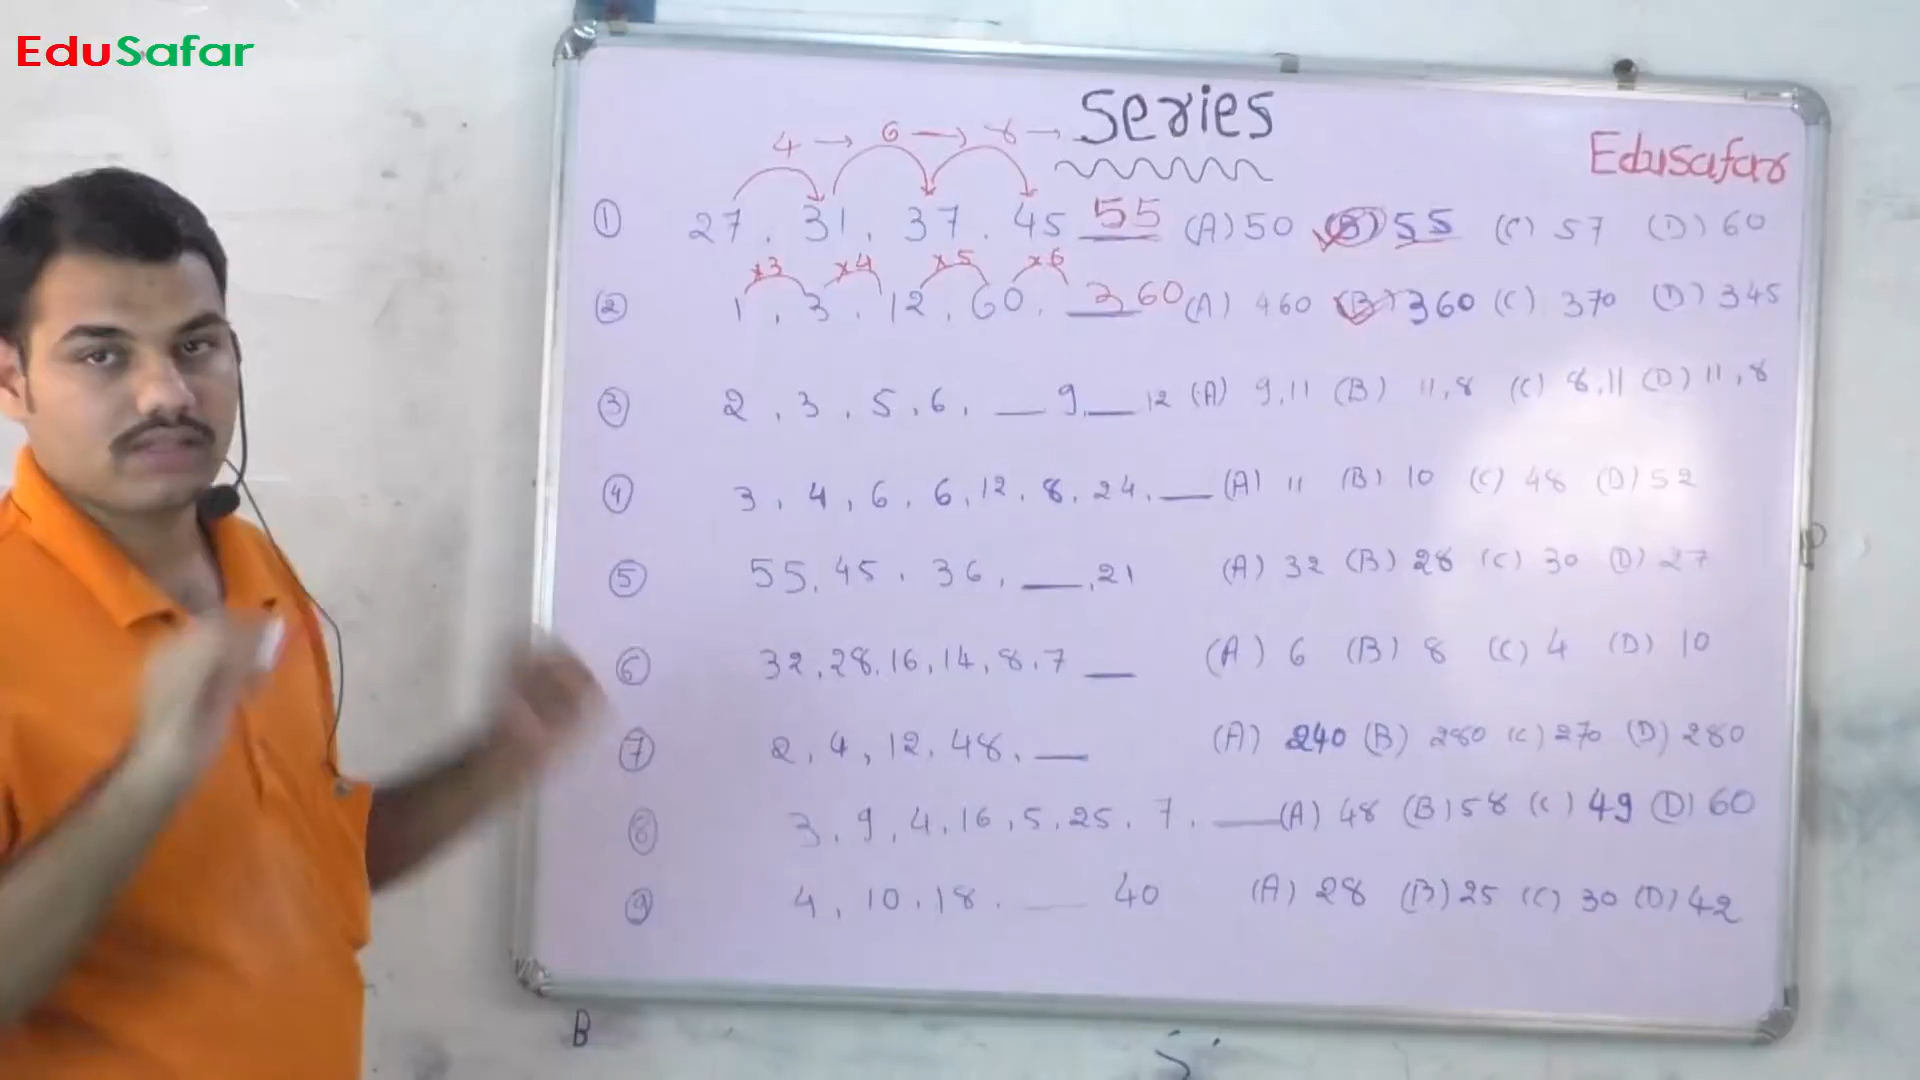 EduSafar
Series
Edusafar
4 → 6 → 8 →
① 27, 31, 37, 45 55 (A) 50 (B) 55 (C) 57 (D) 60
×3 ×4 ×5 ×6
② 1, 3, 12, 60, 360 (A) 460 (B) 360 (C) 370 (D) 345
③ 2, 3, 5, 6, __ 9, __ 12 (A) 9,11 (B) 11,8 (C) 8,11 (D) 11,8
④ 3, 4, 6, 6, 12, 8, 24, __ (A) 11 (B) 10 (C) 48 (D) 52
⑤ 55, 45, 36, __, 21 (A) 32 (B) 28 (C) 30 (D) 27
⑥ 32, 28, 16, 14, 8, 7 __ (A) 6 (B) 8 (C) 4 (D) 10
⑦ 2, 4, 12, 48, __ (A) 240 (B) 280 (C) 270 (D) 280
⑧ 3, 9, 4, 16, 5, 25, 7, __ (A) 48 (B) 58 (C) 49 (D) 60
⑨ 4, 10, 18, __ 40 (A) 28 (B) 25 (C) 30 (D) 42
B